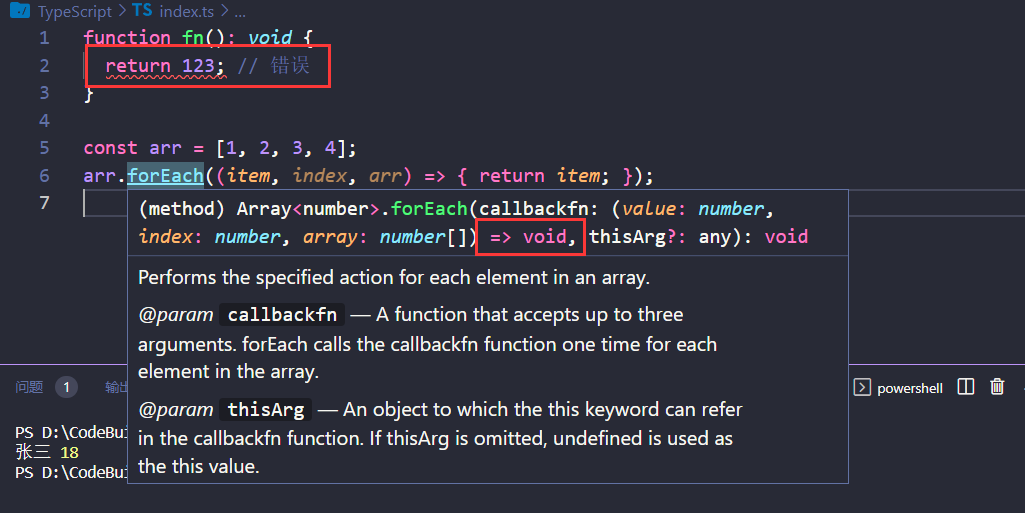 TypeScript > TS index.ts > ...
1 function fn(): void {
2 return 123; // 错误
3 }
4
5 const arr = [1, 2, 3, 4];
6 arr.forEach((item, index, arr) => { return item; });
7
(method) Array<number>.forEach(callbackfn: (value: number,
index: number, array: number[]) => void, thisArg?: any): void
Performs the specified action for each element in an array.
@param callbackfn — A function that accepts up to three
arguments. forEach calls the callbackfn function one time for each
element in the array.
@param thisArg — An object to which the this keyword can refer
in the callbackfn function. If thisArg is omitted, undefined is used as
the this value.
问题 1 输出 powershell
PS D:\CodeBui
张三 18
PS D:\CodeBui